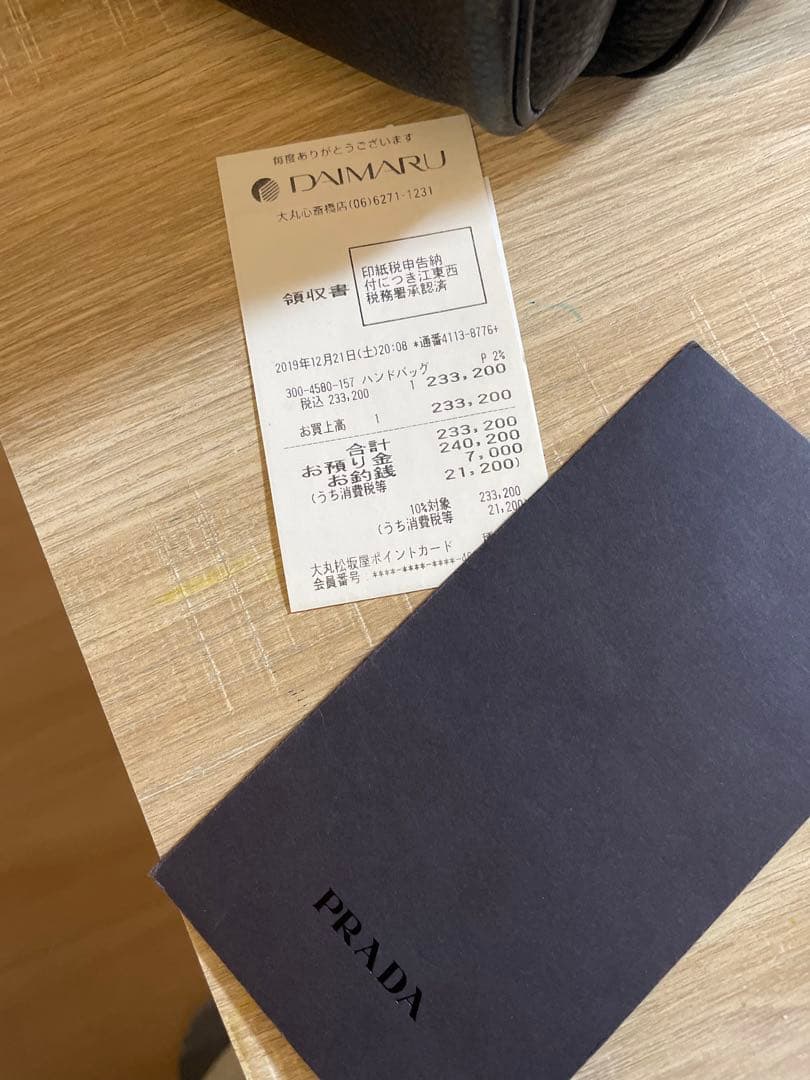 毎度ありがとうございます
DAIMARU
大丸心斎橋店(06)6271-1231
領収書
印紙税申告納
付につき江東西
税務署承認済
2019年12月21日(土)20:08 *通番4113-8776+
P 2%
300-4580-157 ハンドバッグ
税込 233,200 1 233,200
お買上高 1 233,200
合計 233,200
お預り金 240,200
お釣銭 7,000
(うち消費税等 21,200)
10%対象 233,200
(うち消費税等 21,200
大丸松坂屋ポイントカード
会員番号 ****-****-****-
PRADA